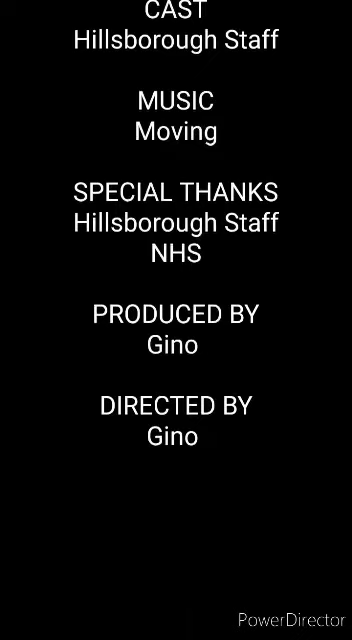 CAST
Hillsborough Staff
MUSIC
Moving
SPECIAL THANKS
Hillsborough Staff
NHS
PRODUCED BY
Gino
DIRECTED BY
Gino
PowerDirector